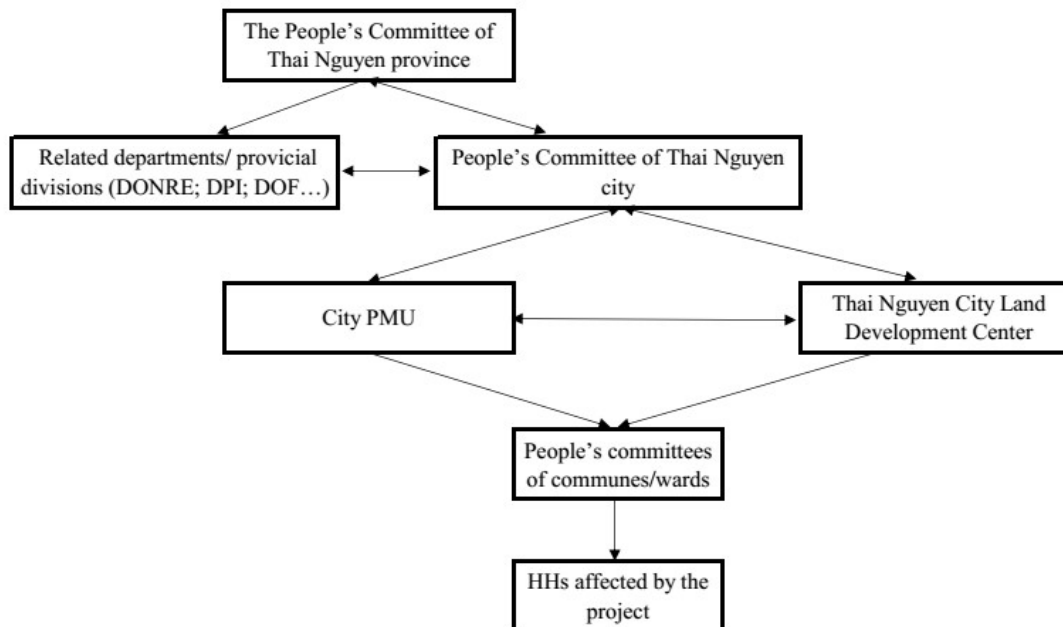 The People’s Committee of
Thai Nguyen province
Related departments/ provicial
divisions (DONRE; DPI; DOF…)
People’s Committee of Thai Nguyen
city
City PMU
Thai Nguyen City Land
Development Center
People’s committees
of communes/wards
HHs affected by the
project